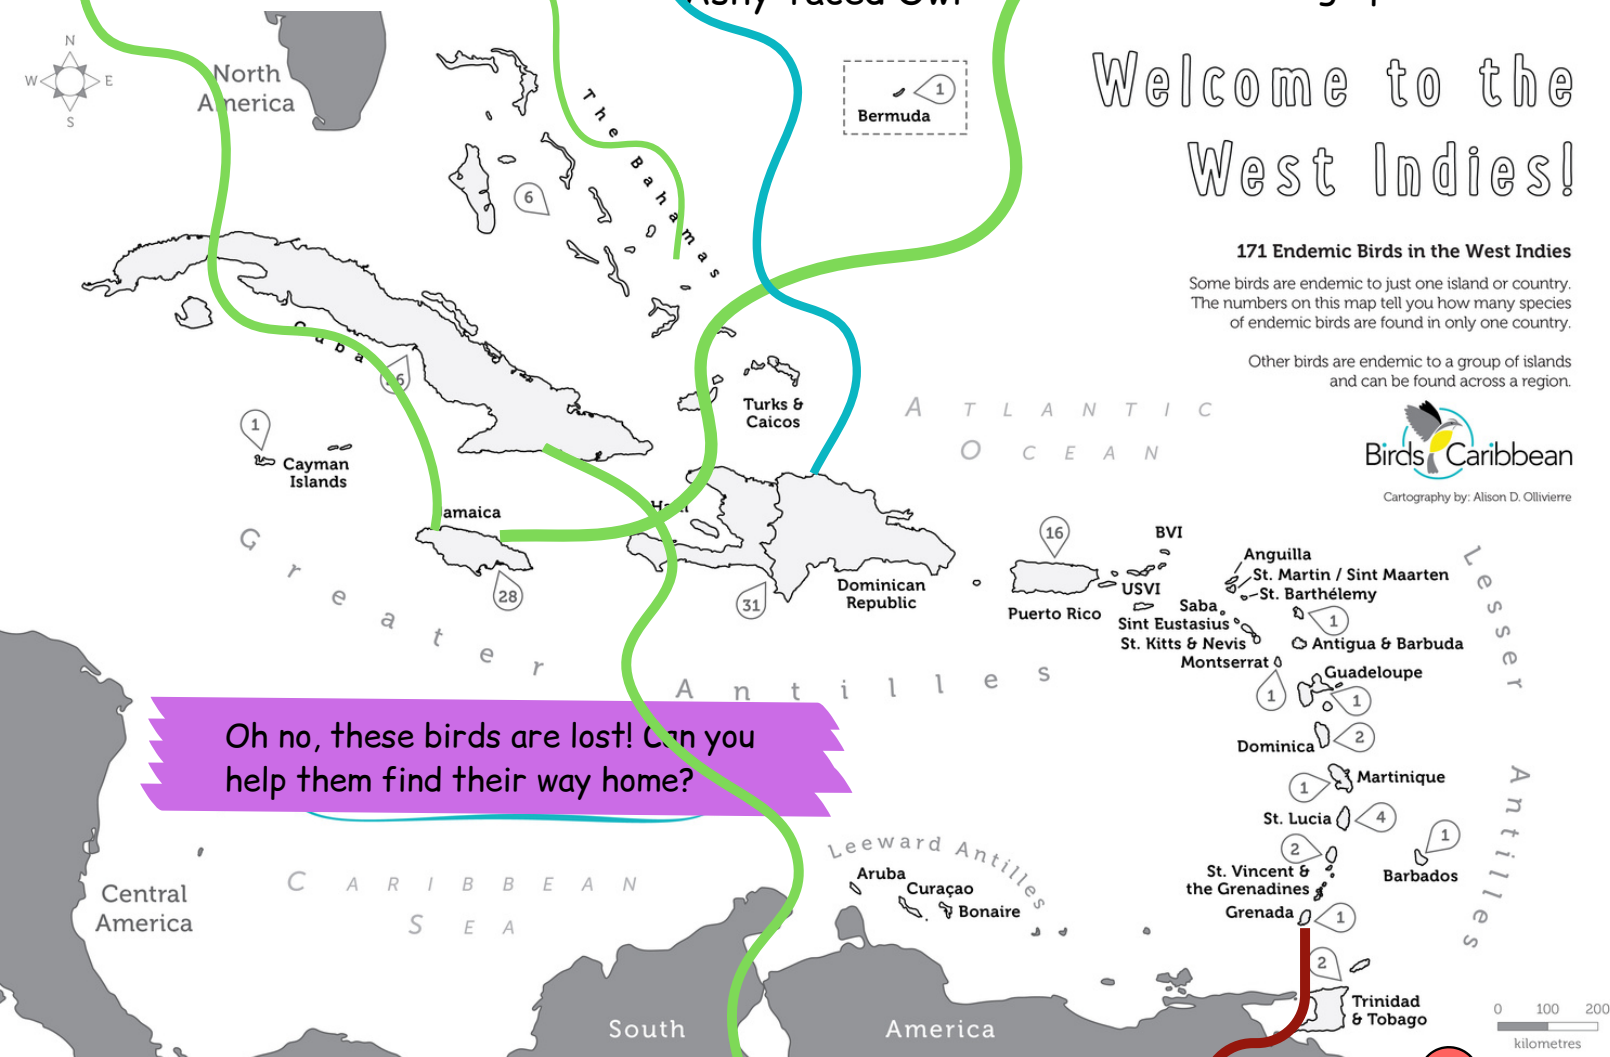 Ashy-faced Owl
N
W E
S
North
America
The Bahamas
1
Bermuda
Welcome to the
West Indies!
6
171 Endemic Birds in the West Indies
Some birds are endemic to just one island or country.
The numbers on this map tell you how many species
of endemic birds are found in only one country.
Other birds are endemic to a group of islands
and can be found across a region.
Birds Caribbean
Cartography by: Alison D. Ollivierre
Cuba
26
Turks &
Caicos
ATLANTIC
OCEAN
1
Cayman
Islands
Jamaica
28
Haiti
31
Dominican
Republic
16
Puerto Rico
BVI
USVI
Anguilla
St. Martin / Sint Maarten
St. Barthélemy
Saba
Sint Eustasius
St. Kitts & Nevis
1
Antigua & Barbuda
Montserrat
1
Guadeloupe
1
Greater Antilles
Lesser Antilles
Oh no, these birds are lost! Can you
help them find their way home?
Dominica
2
1
Martinique
St. Lucia
4
2
1
Barbados
St. Vincent &
the Grenadines
Grenada
1
Leeward Antilles
Aruba
Curaçao
Bonaire
CARIBBEAN
SEA
Central
America
2
Trinidad
& Tobago
South America
0 100 200
kilometres